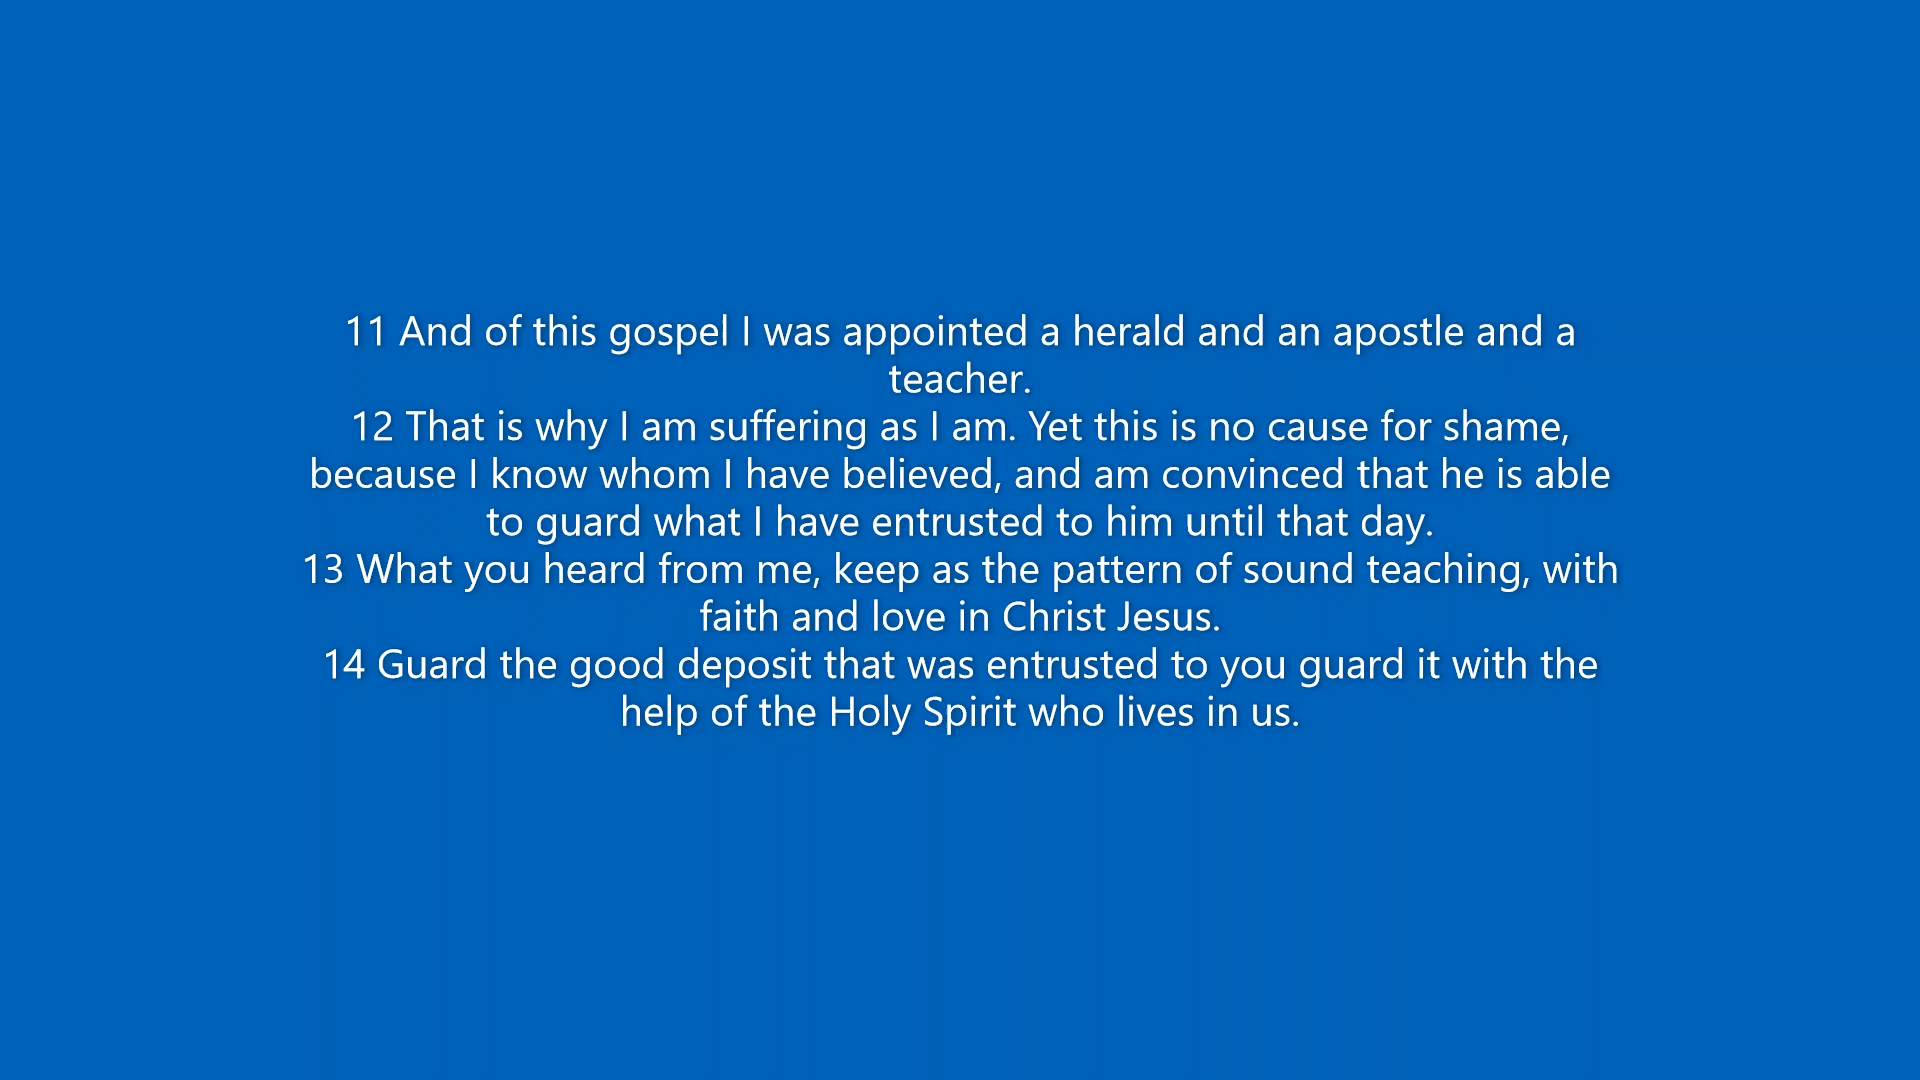 11 And of this gospel I was appointed a herald and an apostle and a
teacher.
12 That is why I am suffering as I am. Yet this is no cause for shame,
because I know whom I have believed, and am convinced that he is able
to guard what I have entrusted to him until that day.
13 What you heard from me, keep as the pattern of sound teaching, with
faith and love in Christ Jesus.
14 Guard the good deposit that was entrusted to you guard it with the
help of the Holy Spirit who lives in us.